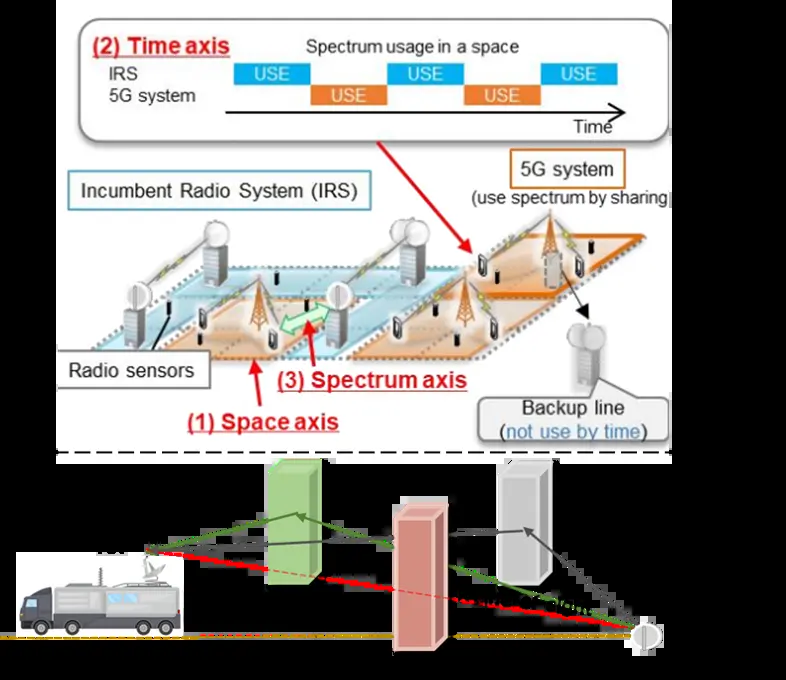 (2) Time axis
Spectrum usage in a space
IRS
USE
USE
USE
5G system
USE
USE
Time
5G system
(use spectrum by sharing
Incumbent Radio System (IRS)
Radio sensors
(3) Spectrum axis
(1) Space axis
Backup line
(not use by time)